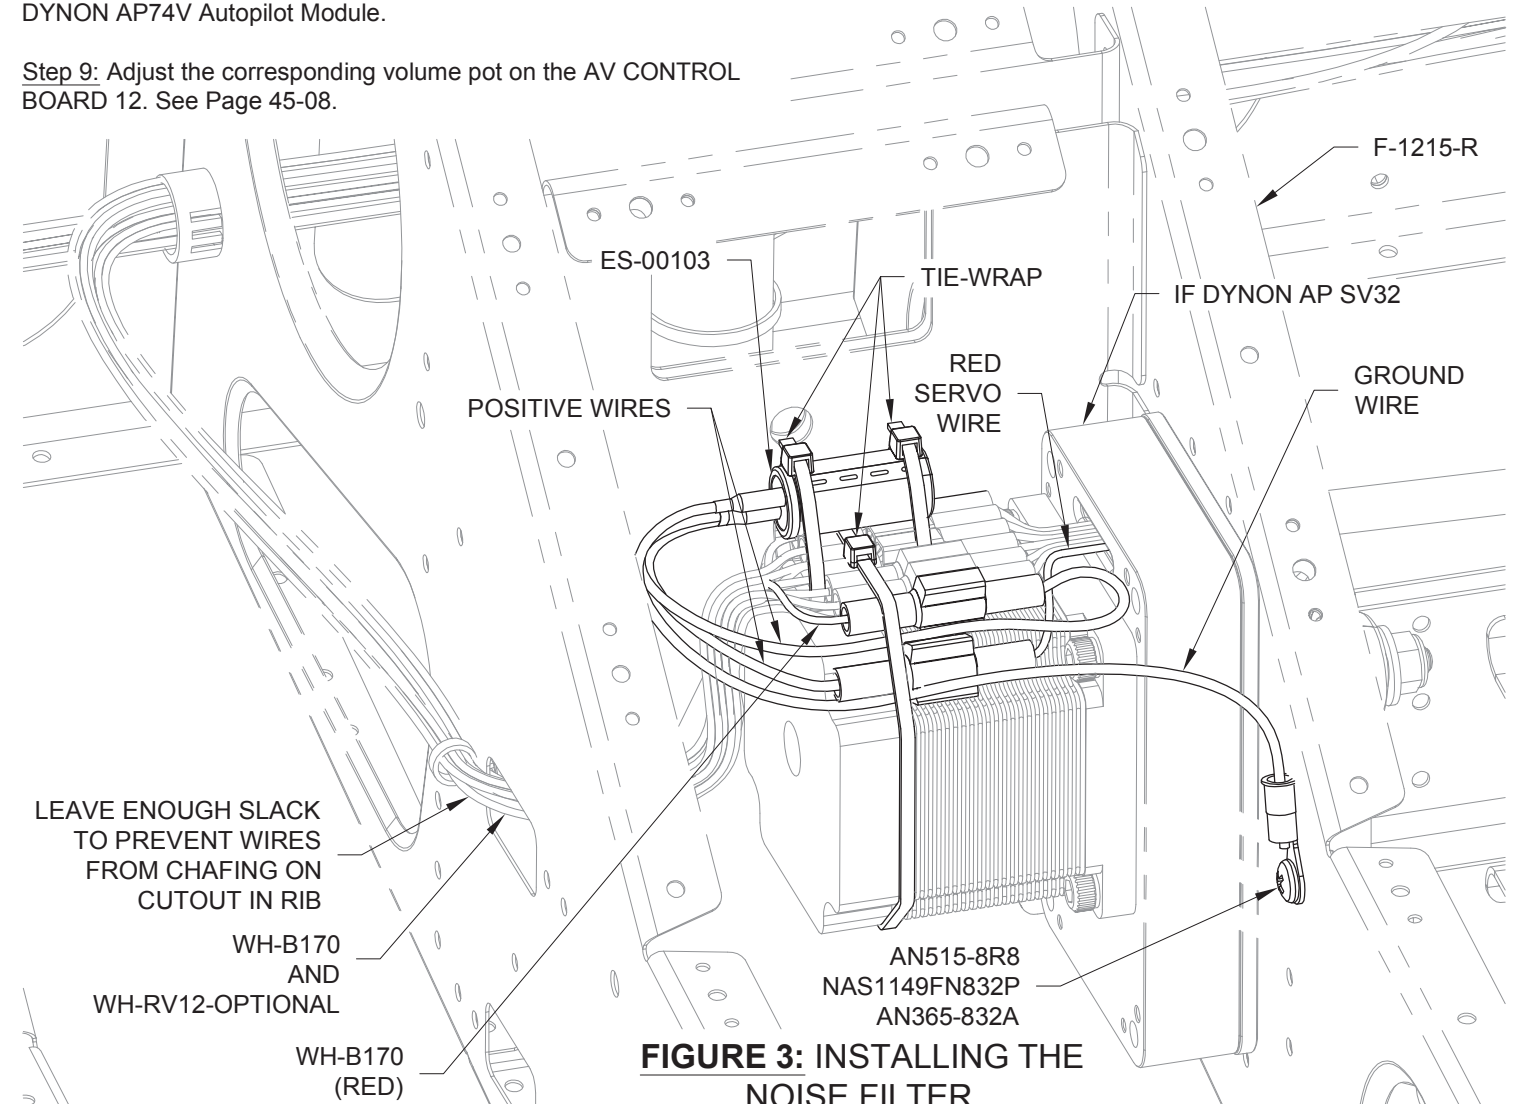 DYNON AP74V Autopilot Module.
Step 9: Adjust the corresponding volume pot on the AV CONTROL
BOARD 12. See Page 45-08.
F-1215-R
ES-00103
TIE-WRAP
IF DYNON AP SV32
RED
SERVO
WIRE
GROUND
WIRE
POSITIVE WIRES
LEAVE ENOUGH SLACK
TO PREVENT WIRES
FROM CHAFING ON
CUTOUT IN RIB
WH-B170
AND
WH-RV12-OPTIONAL
WH-B170
(RED)
AN515-8R8
NAS1149FN832P
AN365-832A
FIGURE 3: INSTALLING THE
NOISE FILTER